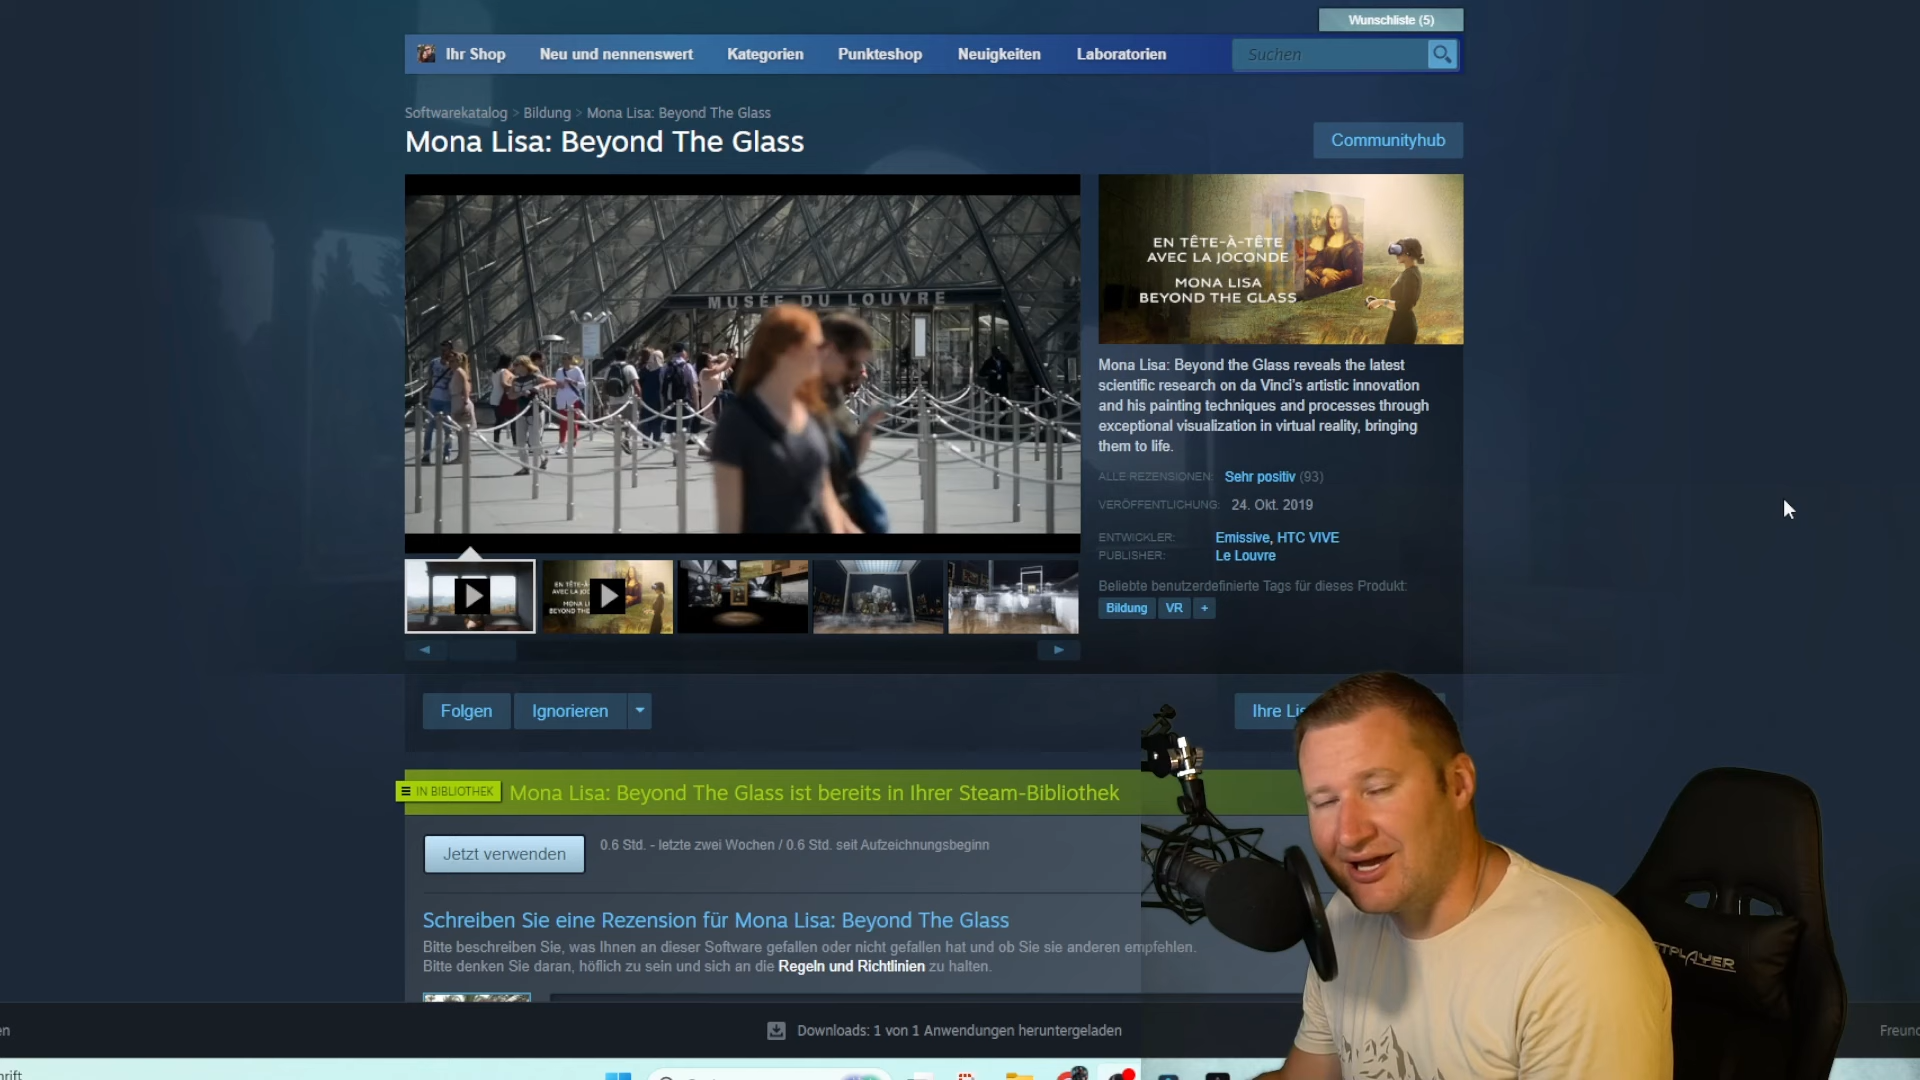 Wunschliste (5)
Ihr Shop
Neu und nennenswert
Kategorien
Punkteshop
Neuigkeiten
Laboratorien
Suchen
Softwarekatalog > Bildung > Mona Lisa: Beyond The Glass
Mona Lisa: Beyond The Glass
Communityhub
MUSÉE DU LOUVRE
EN TÊTE-À-TÊTE
AVEC LA JOCONDE
MONA LISA
BEYOND THE GLASS
Mona Lisa: Beyond the Glass reveals the latest
scientific research on da Vinci's artistic innovation
and his painting techniques and processes through
exceptional visualization in virtual reality, bringing
them to life.
ALLE REZENSIONEN: Sehr positiv (93)
VERÖFFENTLICHUNG: 24. Okt. 2019
ENTWICKLER: Emissive, HTC VIVE
PUBLISHER: Le Louvre
Beliebte benutzerdefinierte Tags für dieses Produkt:
Bildung VR +
Folgen
Ignorieren
Ihre
IN BIBLIOTHEK
Mona Lisa: Beyond The Glass ist bereits in Ihrer Steam-Bibliothek
Jetzt verwenden
0.6 Std. - letzte zwei Wochen / 0.6 Std. seit Aufzeichnungsbeginn
Schreiben Sie eine Rezension für Mona Lisa: Beyond The Glass
Bitte beschreiben Sie, was Ihnen an dieser Software gefallen oder nicht gefallen hat und ob Sie sie anderen empfehlen.
Bitte denken Sie daran, höflich zu sein und sich an die Regeln und Richtlinien zu halten.
Downloads: 1 von 1 Anwendungen heruntergeladen